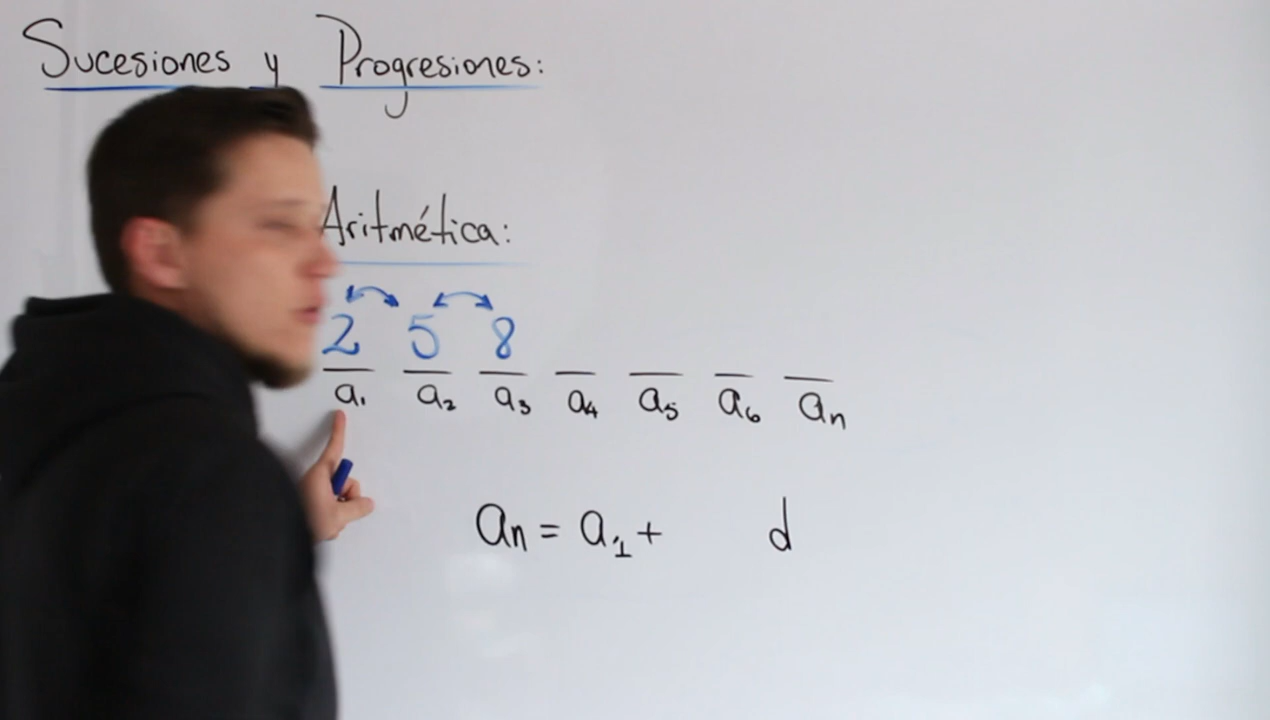 Sucesiones y Progresiones:
Aritmética:
2 5 8
a₁ a₂ a₃ a₄ a₅ a₆ aₙ
aₙ = a₁ + d